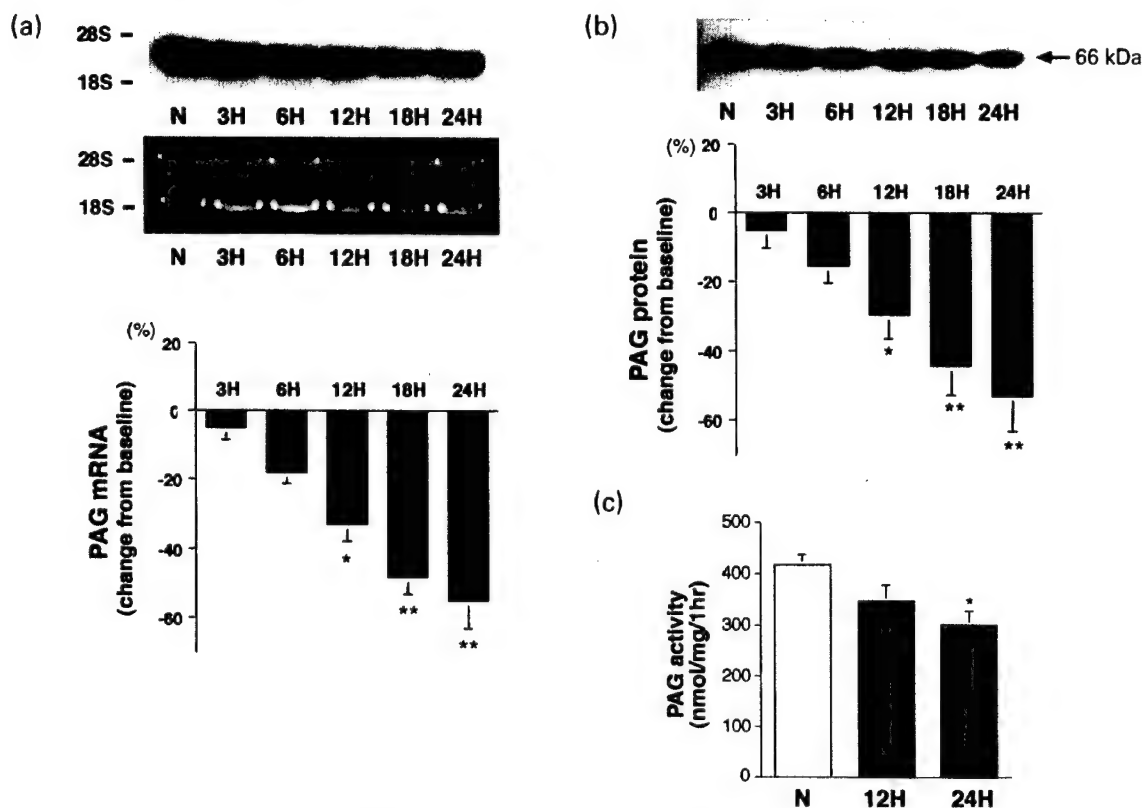 (a)
28S –
18S –
N 3H 6H 12H 18H 24H
28S –
18S –
N 3H 6H 12H 18H 24H
(%)
20
3H 6H 12H 18H 24H
0
-20
-40
-60
* ** **
PAG mRNA
(change from baseline)
(b)
66 kDa
N 3H 6H 12H 18H 24H
(%)
20
3H 6H 12H 18H 24H
0
-20
-40
-60
* ** **
PAG protein
(change from baseline)
(c)
500
400
300
200
100
0
*
PAG activity
(nmol/mg/1hr)
N 12H 24H